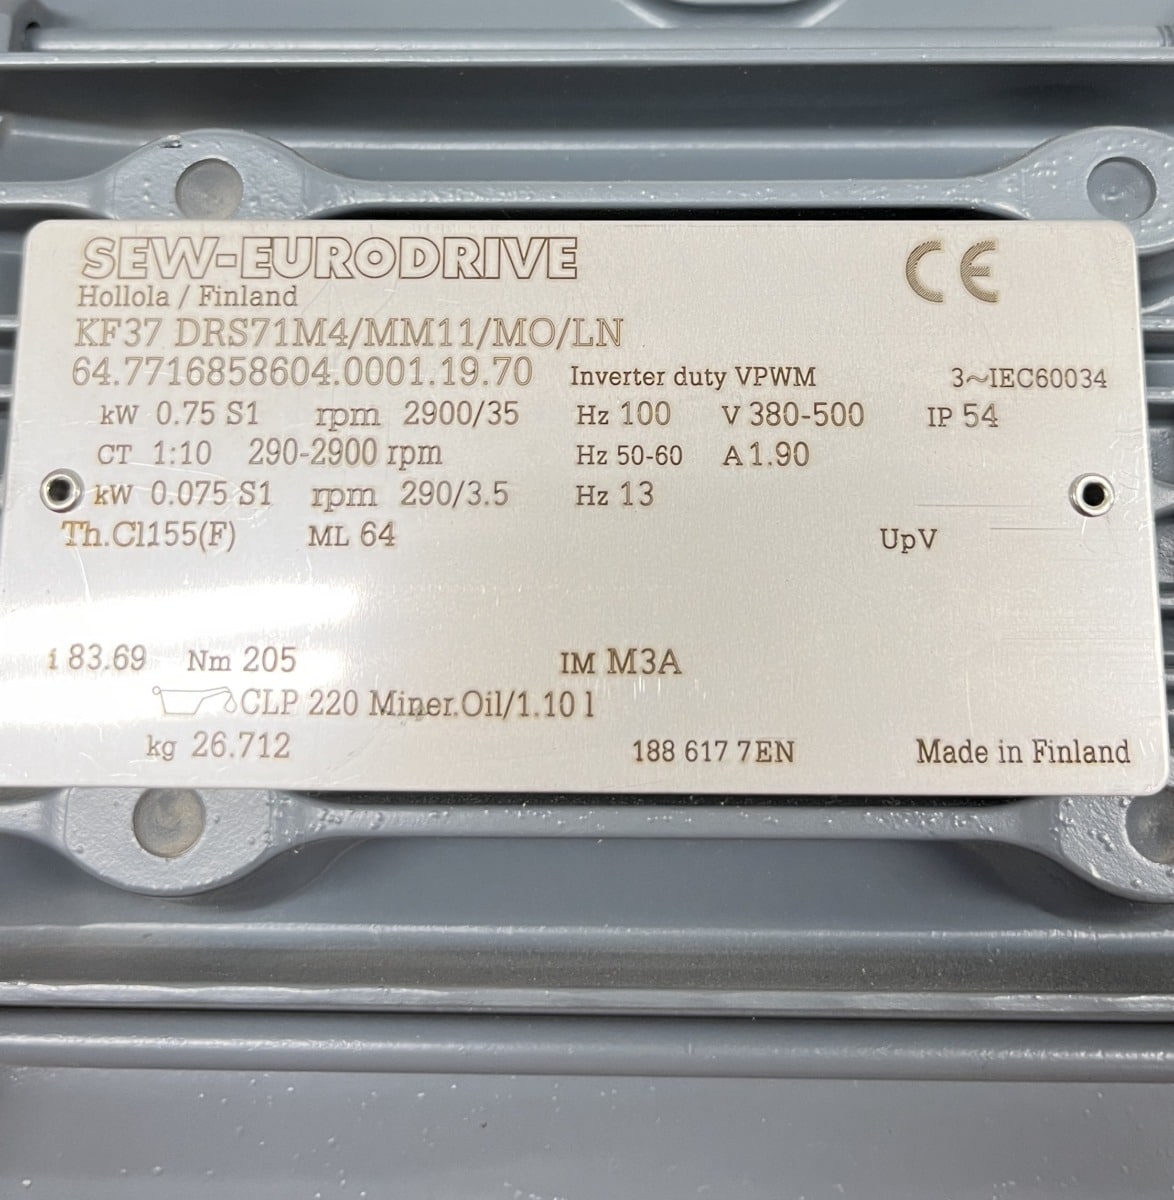 SEW-EURODRIVE CE
Hollola / Finland
KF37 DRS71M4/MM11/MO/LN
64.7716858604.0001.19.70 Inverter duty VPWM 3~IEC60034
kW 0.75 S1 rpm 2900/35 Hz 100 V 380-500 IP 54
CT 1:10 290-2900 rpm Hz 50-60 A 1.90
kW 0.075 S1 rpm 290/3.5 Hz 13
Th.Cl155(F) ML 64 UpV
i 83.69 Nm 205 IM M3A
CLP 220 Miner.Oil/1.10 l
kg 26.712 188 617 7EN Made in Finland